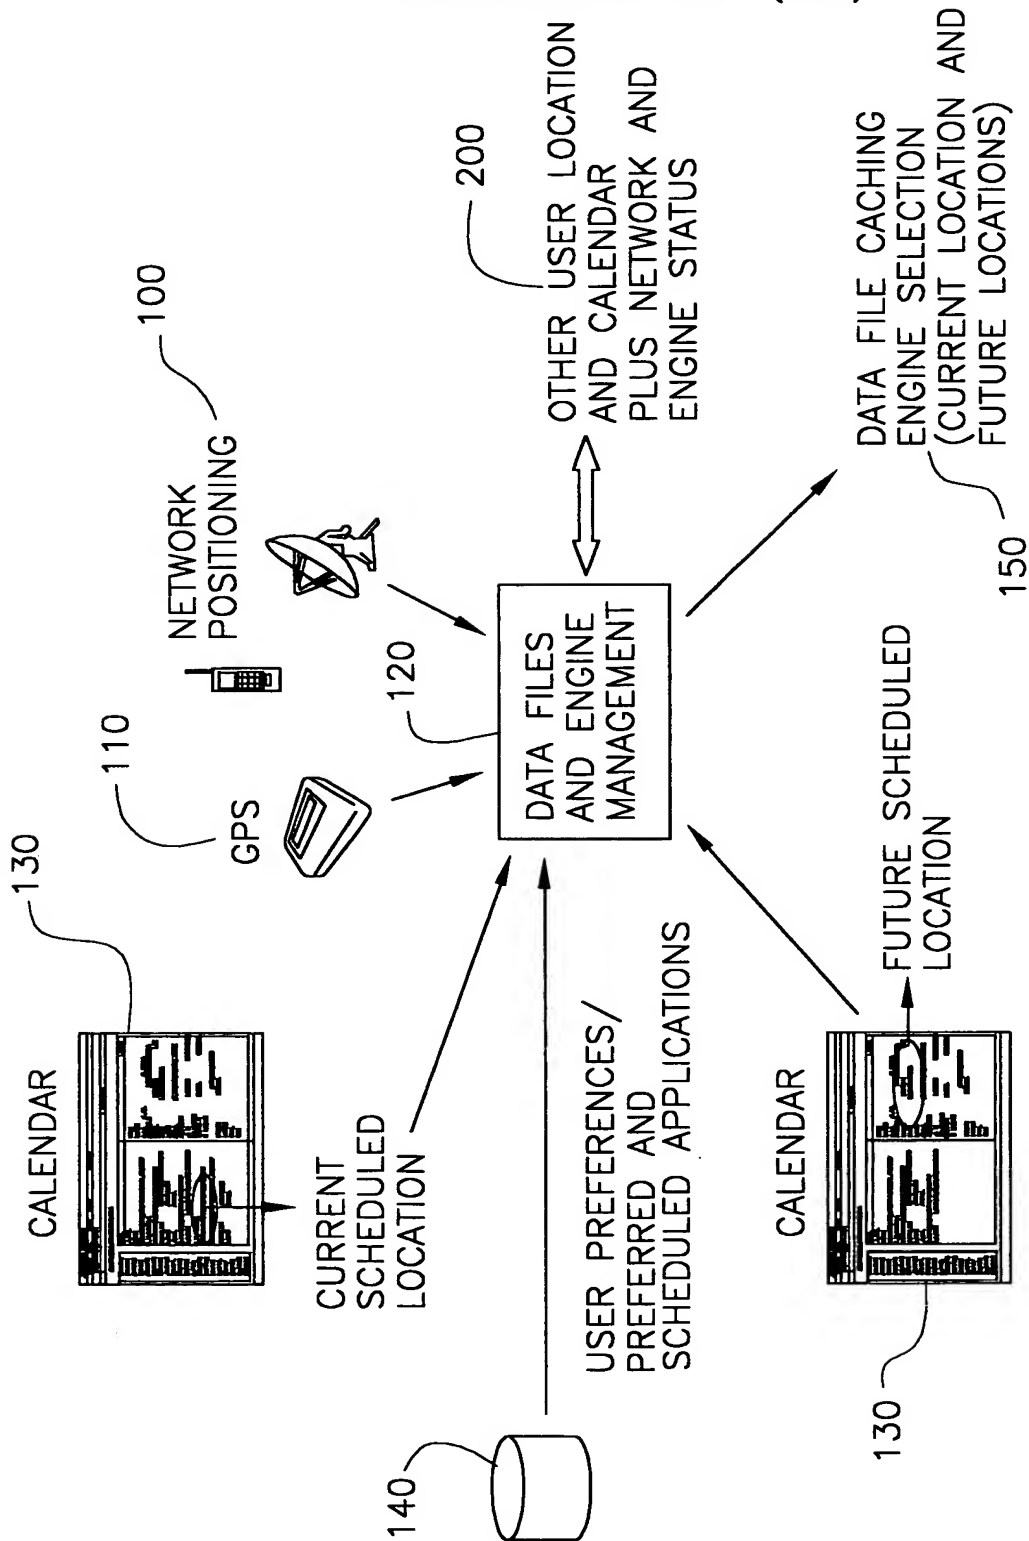 CALENDAR
130
CURRENT
SCHEDULED
LOCATION
110
GPS
NETWORK
POSITIONING
100
140
USER PREFERENCES/
PREFERRED AND
SCHEDULED APPLICATIONS
120
DATA FILES
AND ENGINE
MANAGEMENT
200
OTHER USER LOCATION
AND CALENDAR
PLUS NETWORK AND
ENGINE STATUS
CALENDAR
130
FUTURE SCHEDULED
LOCATION
150
DATA FILE CACHING
ENGINE SELECTION
(CURRENT LOCATION AND
FUTURE LOCATIONS)